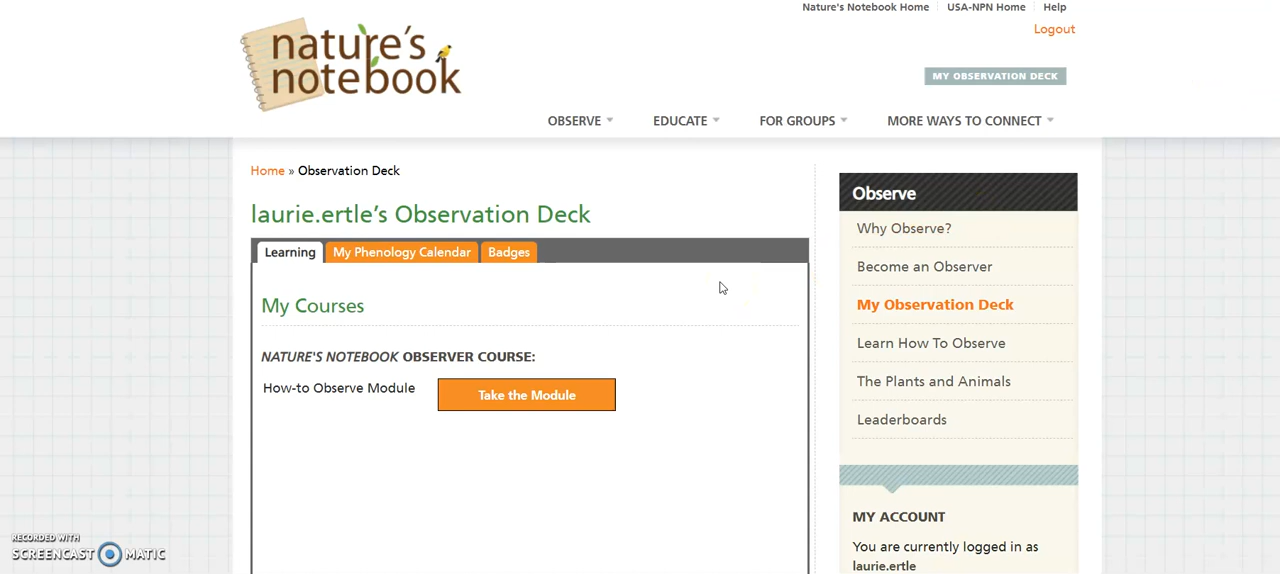 Nature's Notebook Home USA-NPN Home Help
Logout
nature's
notebook
MY OBSERVATION DECK
OBSERVE EDUCATE FOR GROUPS MORE WAYS TO CONNECT
Home » Observation Deck
laurie.ertle's Observation Deck
Learning My Phenology Calendar Badges
My Courses
NATURE'S NOTEBOOK OBSERVER COURSE:
How-to Observe Module Take the Module
Observe
Why Observe?
Become an Observer
My Observation Deck
Learn How To Observe
The Plants and Animals
Leaderboards
MY ACCOUNT
You are currently logged in as
laurie.ertle
RECORDED WITH
SCREENCAST MATIC